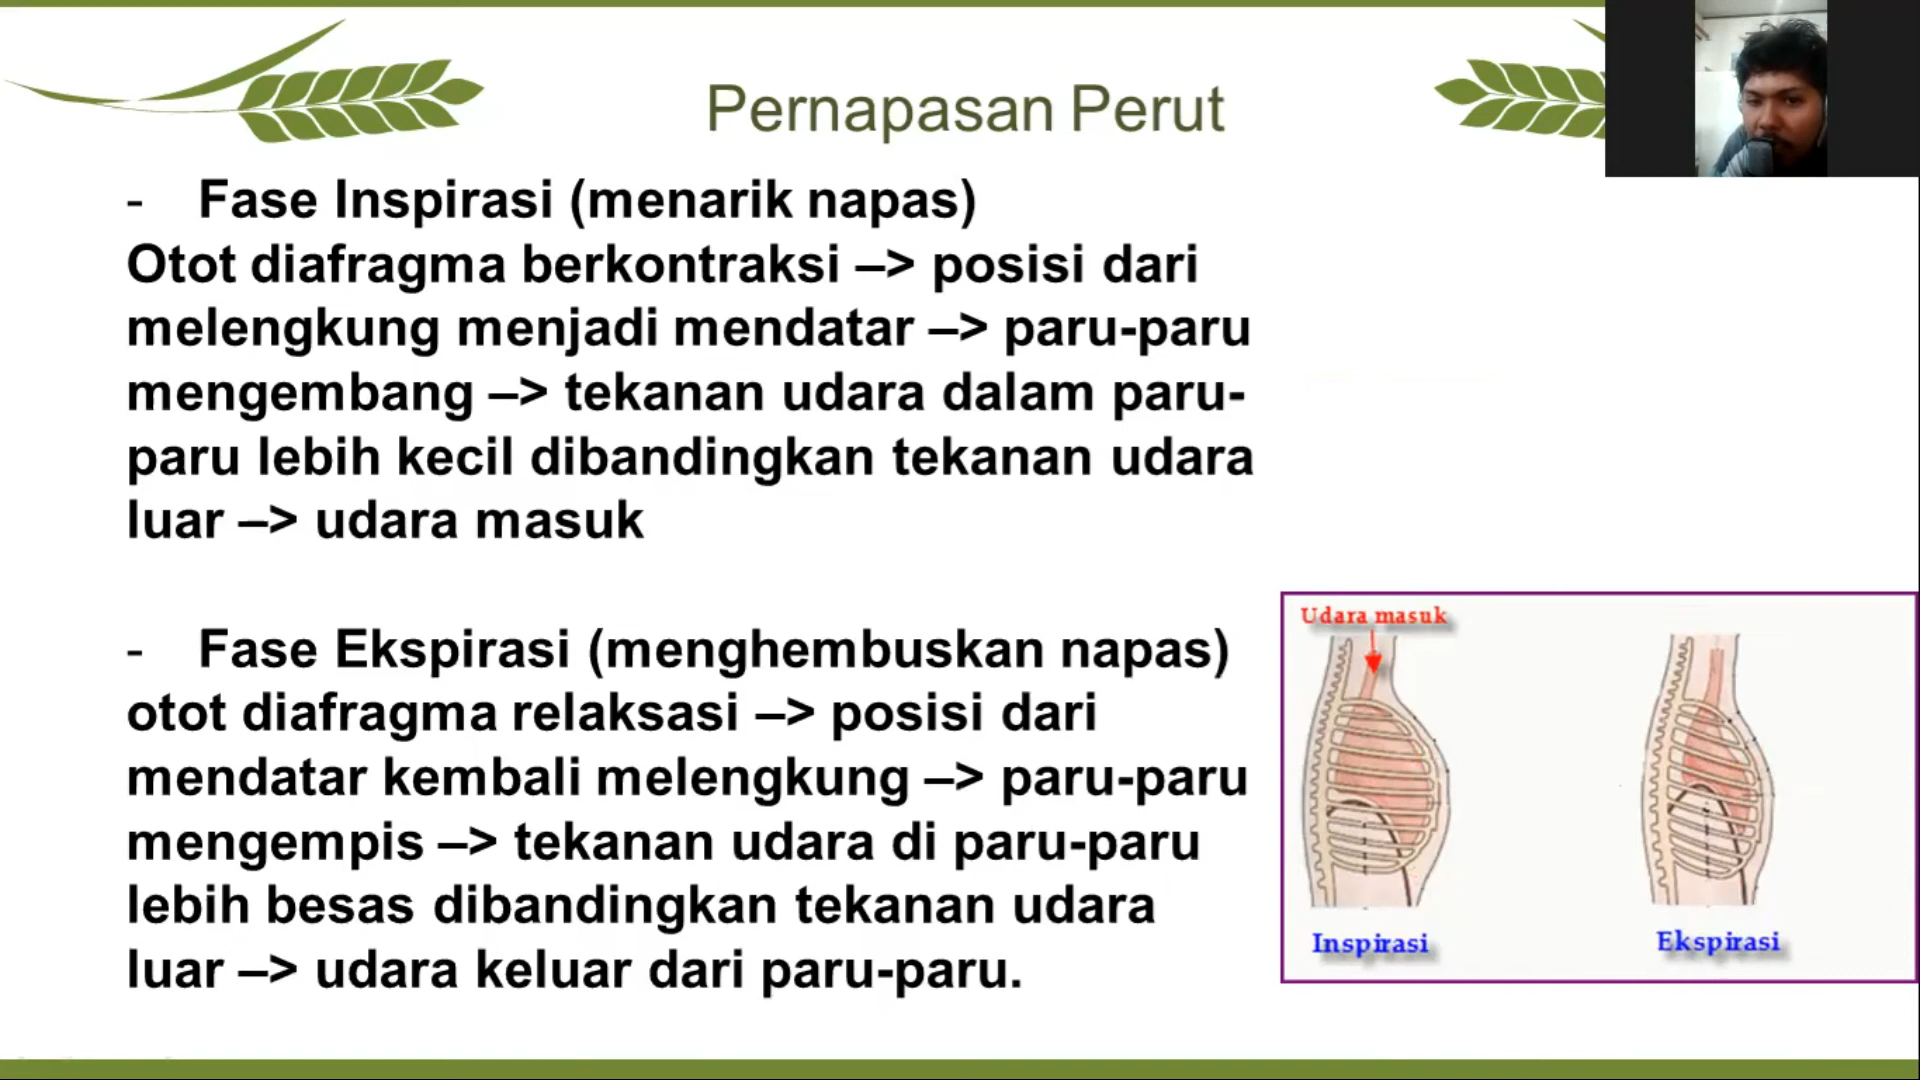 Pernapasan Perut
- Fase Inspirasi (menarik napas)
Otot diafragma berkontraksi –> posisi dari
melengkung menjadi mendatar –> paru-paru
mengembang –> tekanan udara dalam paru-
paru lebih kecil dibandingkan tekanan udara
luar –> udara masuk
- Fase Ekspirasi (menghembuskan napas)
otot diafragma relaksasi –> posisi dari
mendatar kembali melengkung –> paru-paru
mengempis –> tekanan udara di paru-paru
lebih besas dibandingkan tekanan udara
luar –> udara keluar dari paru-paru.
Udara masuk
Inspirasi
Ekspirasi